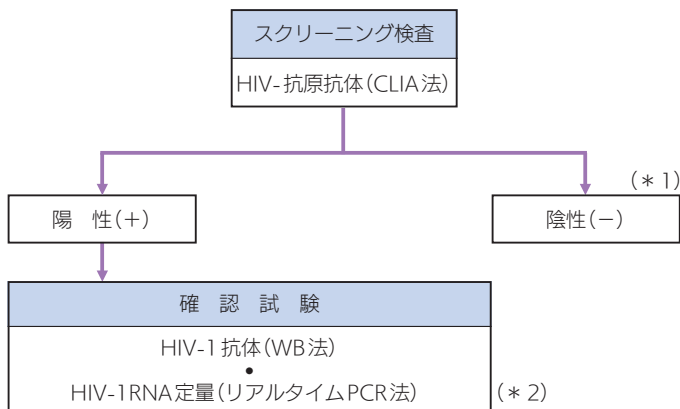 スクリーニング検査
HIV-抗原抗体(CLIA法)
(＊1)
陽 性(+)
陰性(−)
確 認 試 験
HIV-1抗体(WB法)
•
HIV-1RNA定量(リアルタイムPCR法)
(＊2)